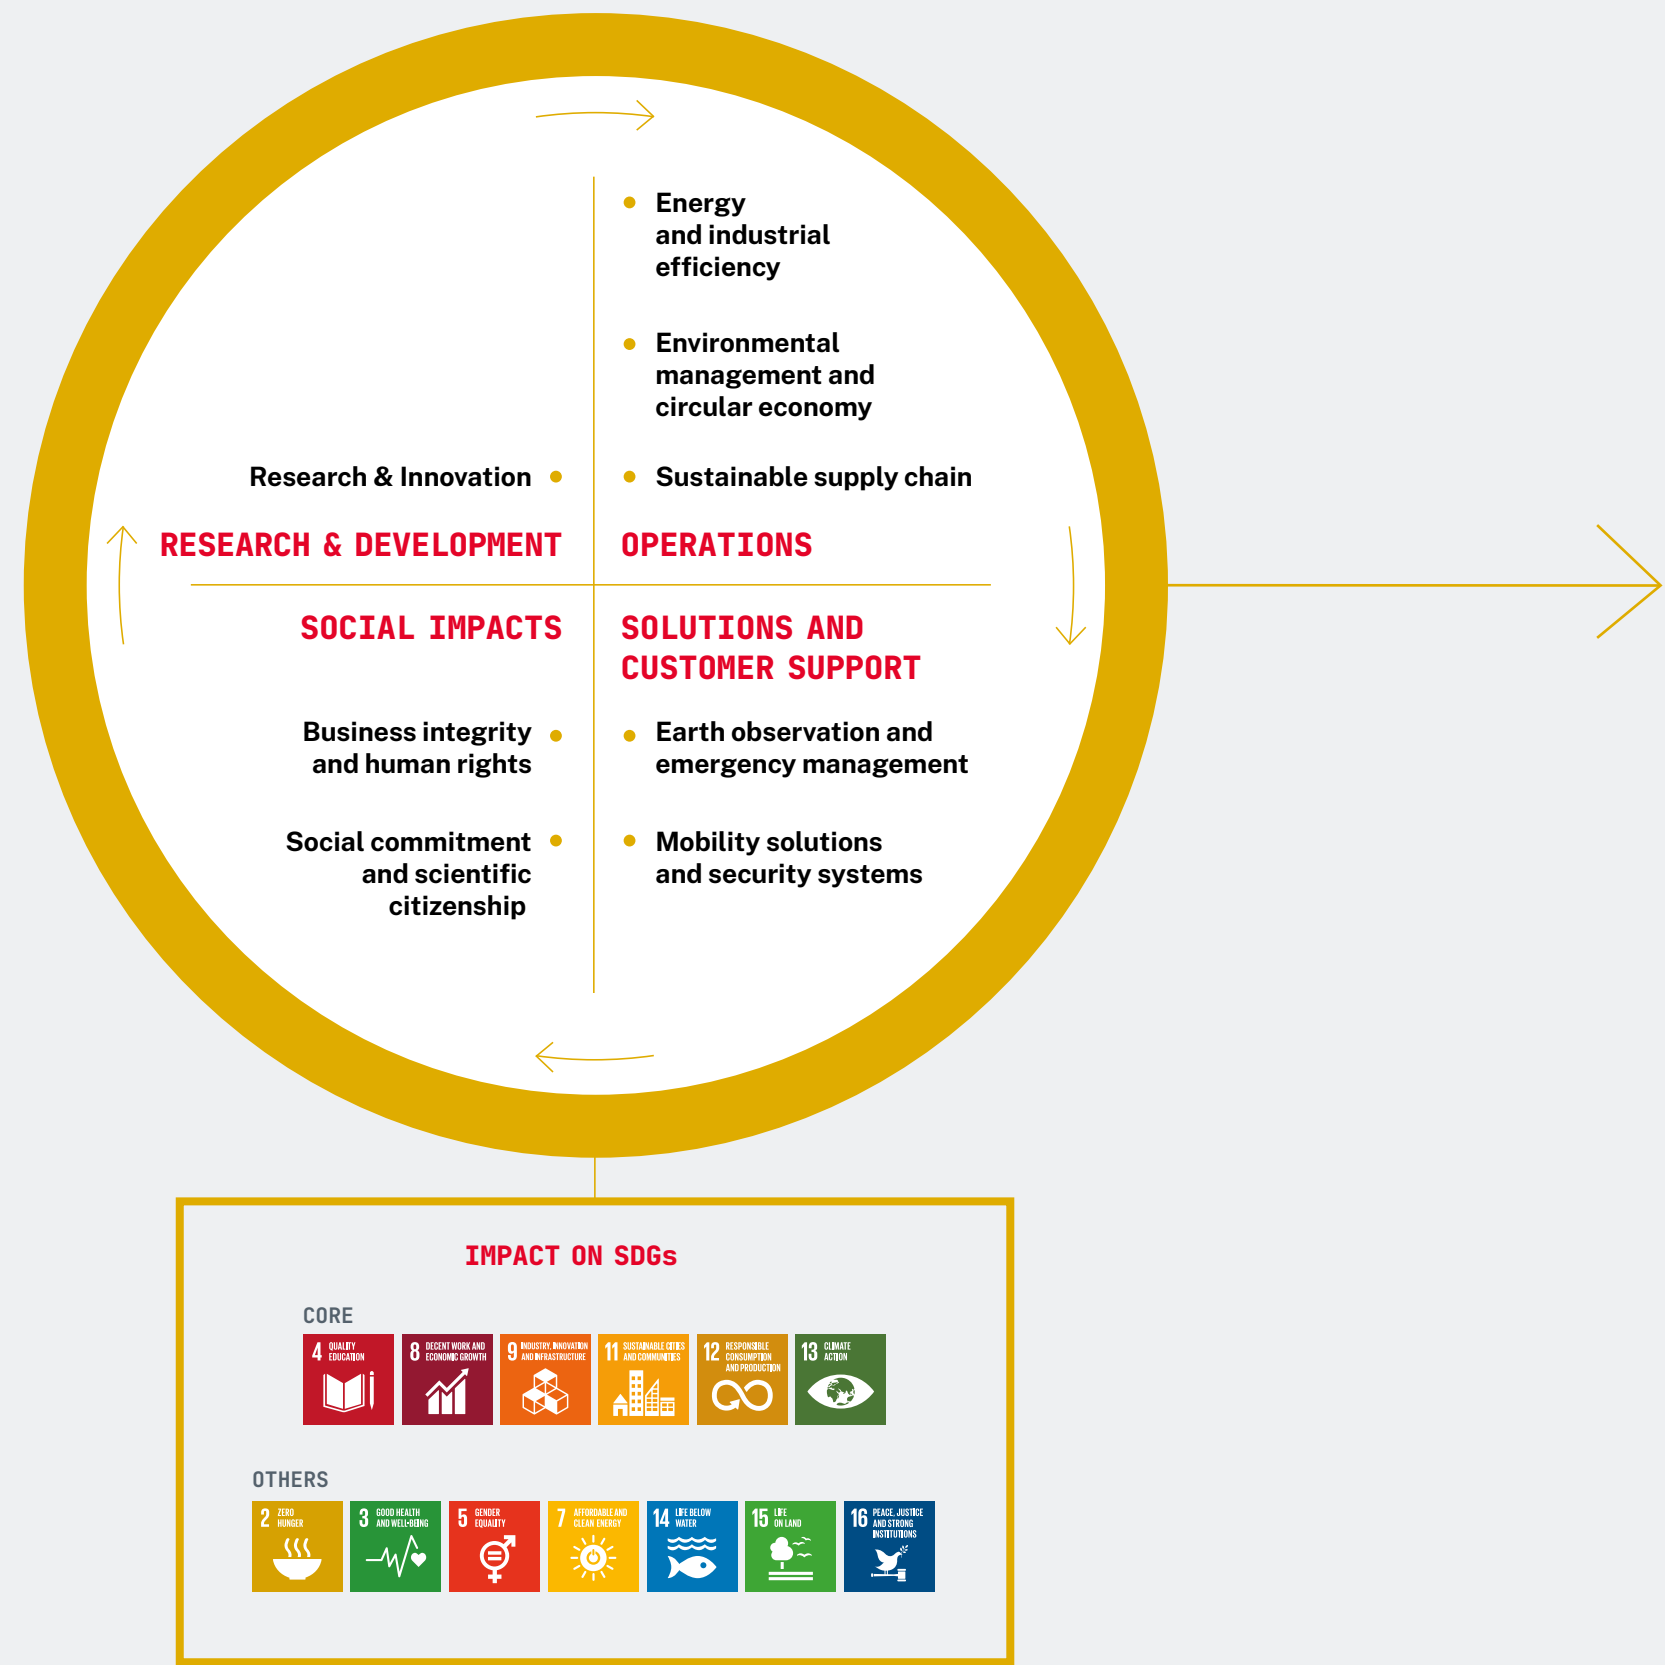 Research & Innovation
RESEARCH & DEVELOPMENT
Energy
and industrial
efficiency
Environmental
management and
circular economy
Sustainable supply chain
OPERATIONS
SOCIAL IMPACTS
Business integrity
and human rights
Social commitment
and scientific
citizenship
SOLUTIONS AND
CUSTOMER SUPPORT
Earth observation and
emergency management
Mobility solutions
and security systems
IMPACT ON SDGs
CORE
4 QUALITY
EDUCATION
8 DECENT WORK AND
ECONOMIC GROWTH
9 INDUSTRY, INNOVATION
AND INFRASTRUCTURE
11 SUSTAINABLE CITIES
AND COMMUNITIES
12 RESPONSIBLE
CONSUMPTION
AND PRODUCTION
13 CLIMATE
ACTION
OTHERS
2 ZERO
HUNGER
3 GOOD HEALTH
AND WELL-BEING
5 GENDER
EQUALITY
7 AFFORDABLE AND
CLEAN ENERGY
14 LIFE BELOW
WATER
15 LIFE
ON LAND
16 PEACE, JUSTICE
AND STRONG
INSTITUTIONS